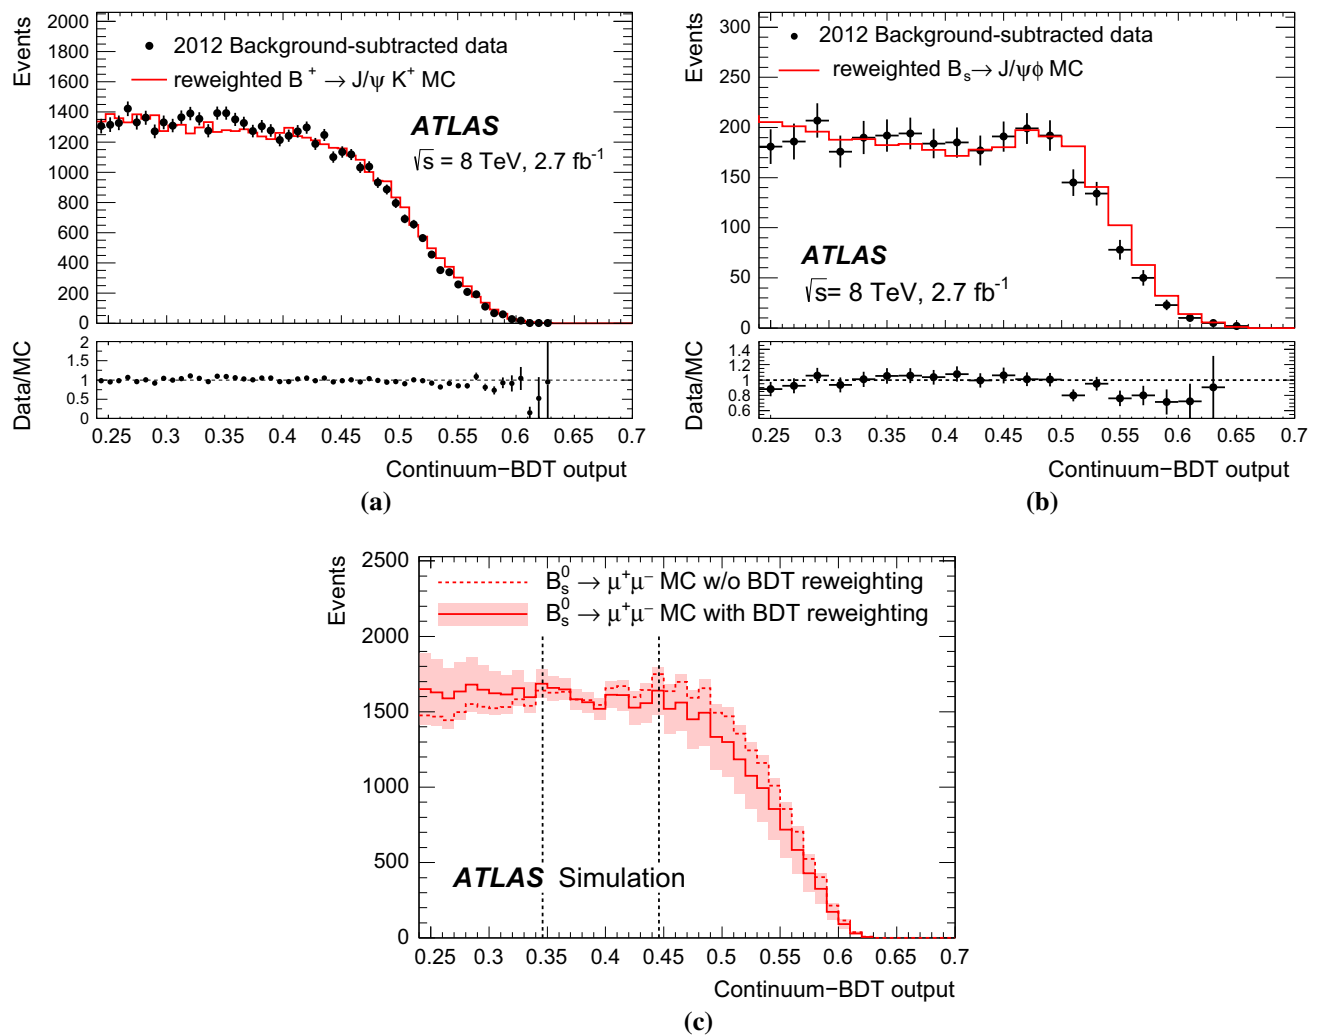 Events
2000
1800
1600
1400
1200
1000
800
600
400
200
0
2012 Background-subtracted data
reweighted B⁺ → J/ψ K⁺ MC
ATLAS
√s = 8 TeV, 2.7 fb⁻¹
Data/MC
2
1.5
1
0.5
0
0.25 0.3 0.35 0.4 0.45 0.5 0.55 0.6 0.65 0.7
Continuum−BDT output
(a)
Events
300
250
200
150
100
50
0
2012 Background-subtracted data
reweighted Bₛ→ J/ψϕ MC
ATLAS
√s= 8 TeV, 2.7 fb⁻¹
Data/MC
1.4
1.2
1
0.8
0.6
0.25 0.3 0.35 0.4 0.45 0.5 0.55 0.6 0.65 0.7
Continuum−BDT output
(b)
Events
2500
2000
1500
1000
500
0
Bₛ⁰ → μ⁺μ⁻ MC w/o BDT reweighting
Bₛ⁰ → μ⁺μ⁻ MC with BDT reweighting
ATLAS Simulation
0.25 0.3 0.35 0.4 0.45 0.5 0.55 0.6 0.65 0.7
Continuum−BDT output
(c)